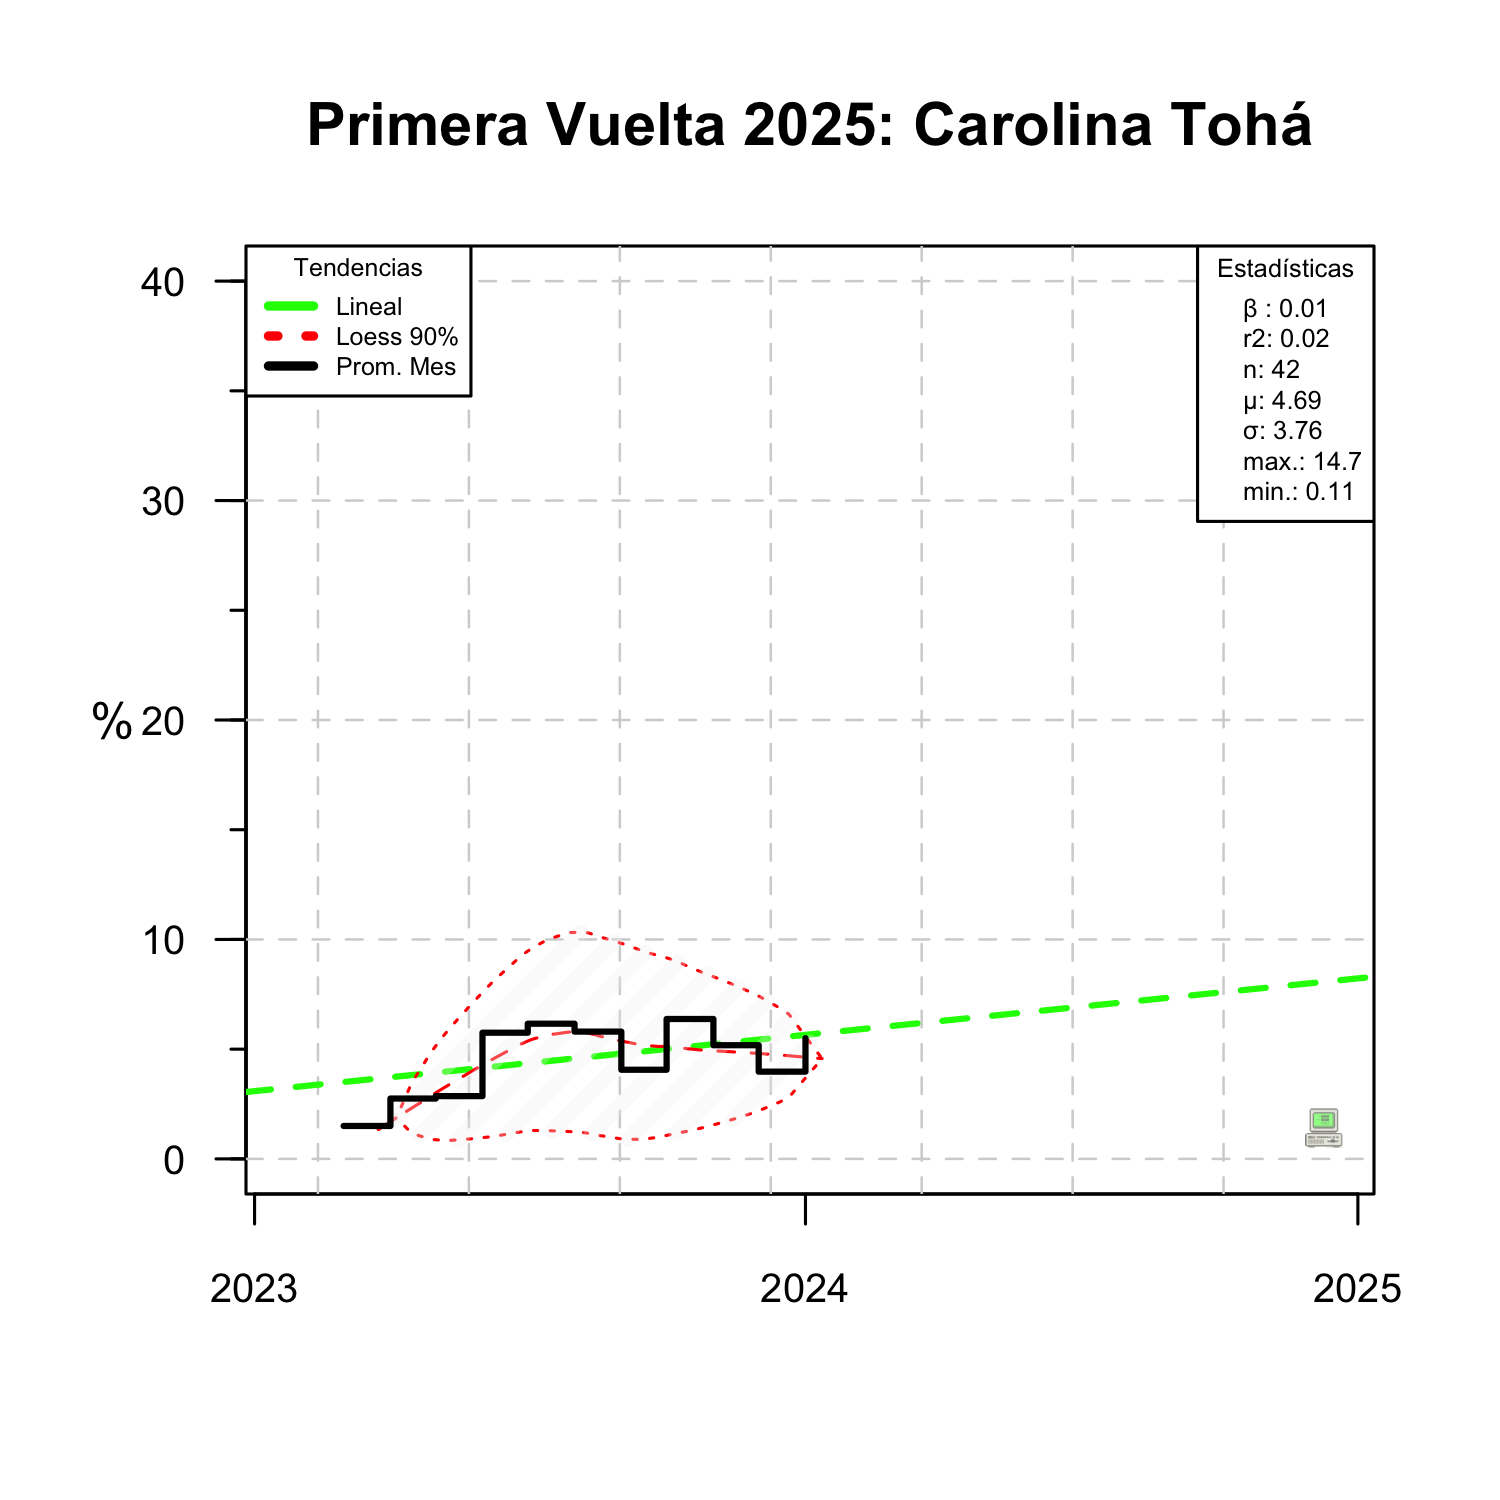 Primera Vuelta 2025: Carolina Tohá
Tendencias
Lineal
Loess 90%
Prom. Mes
Estadísticas
β : 0.01
r2: 0.02
n: 42
μ: 4.69
σ: 3.76
max.: 14.7
min.: 0.11
40
30
%
20
10
0
2023
2024
2025